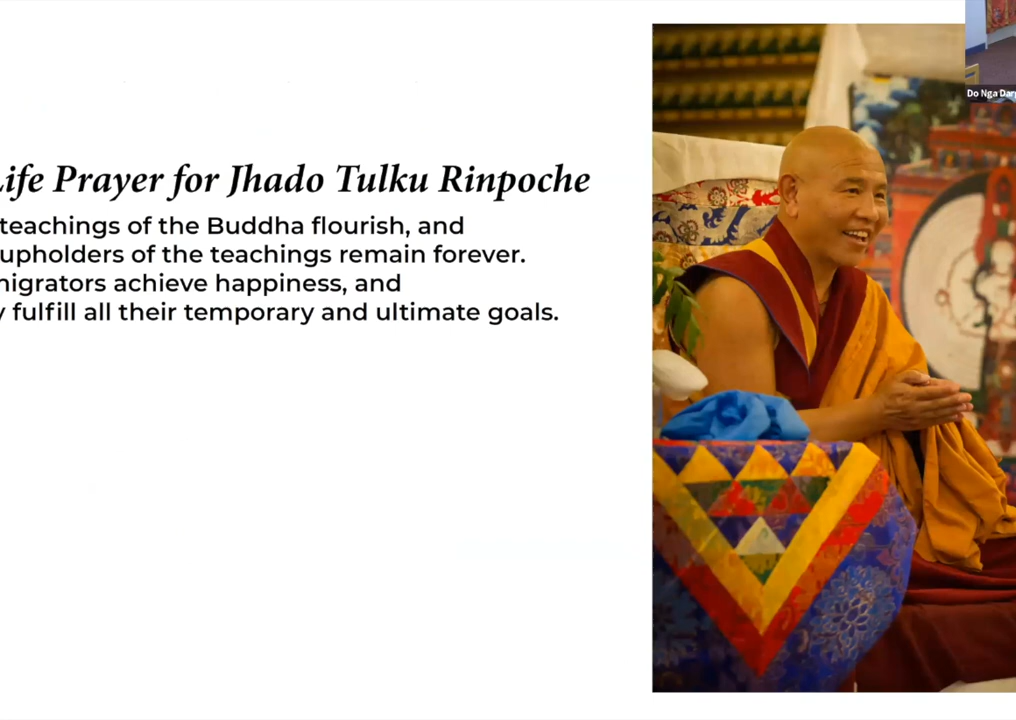 Life Prayer for Jhado Tulku Rinpoche
teachings of the Buddha flourish, and
upholders of the teachings remain forever.
migrators achieve happiness, and
y fulfill all their temporary and ultimate goals.
Do Nga Darg